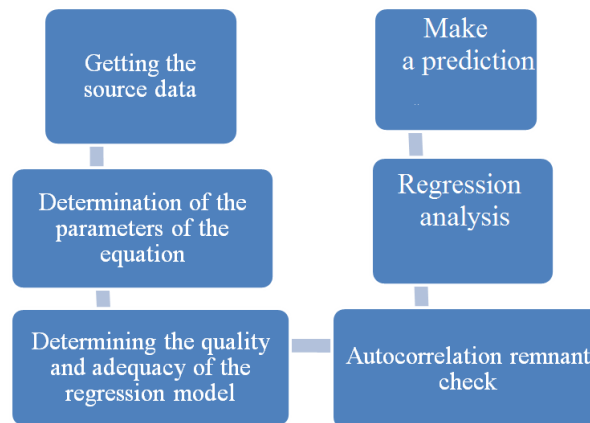 Getting the
source data
Determination of the
parameters of the
equation
Determining the quality
and adequacy of the
regression model
Autocorrelation remnant
check
Regression
analysis
Make
a prediction
..